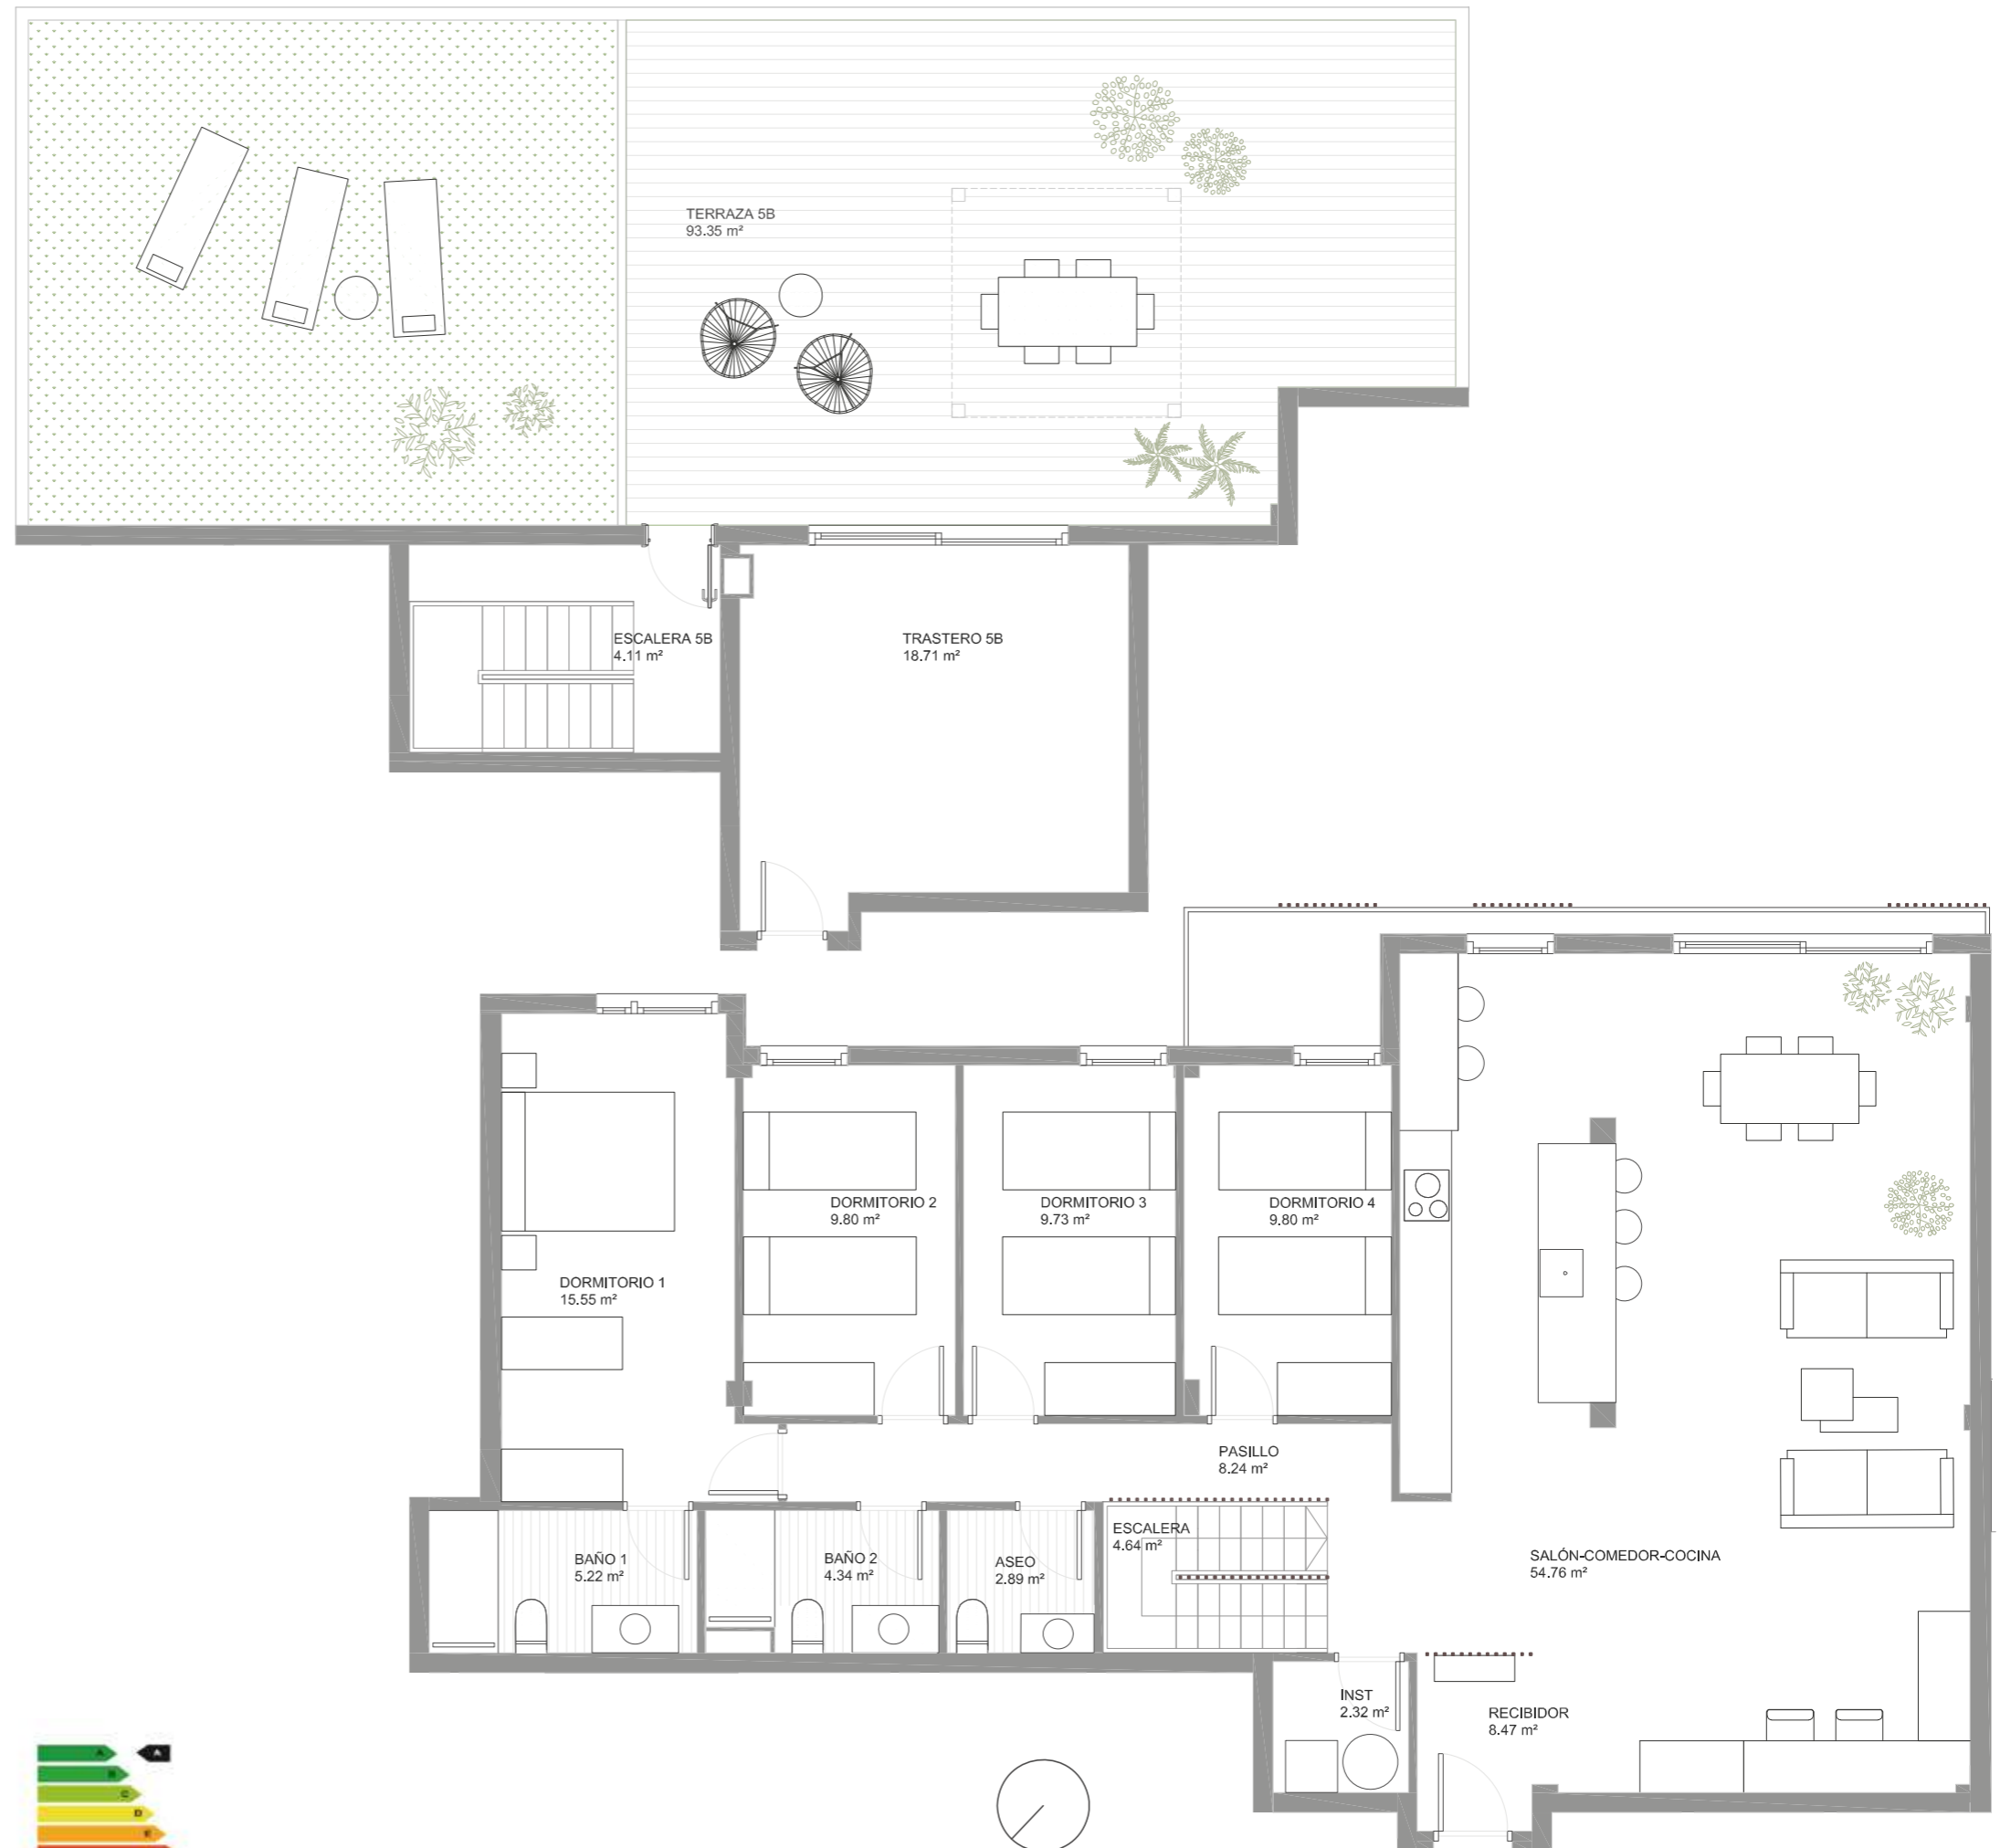 TERRAZA 5B
93.35 m²
ESCALERA 5B
4.11 m²
TRASTERO 5B
18.71 m²
DORMITORIO 2
9.80 m²
DORMITORIO 3
9.73 m²
DORMITORIO 4
9.80 m²
DORMITORIO 1
15.55 m²
PASILLO
8.24 m²
BAÑO 1
5.22 m²
BAÑO 2
4.34 m²
ASEO
2.89 m²
ESCALERA
4.64 m²
SALÓN-COMEDOR-COCINA
54.76 m²
INST
2.32 m²
RECIBIDOR
8.47 m²
A A
B
C
D
E